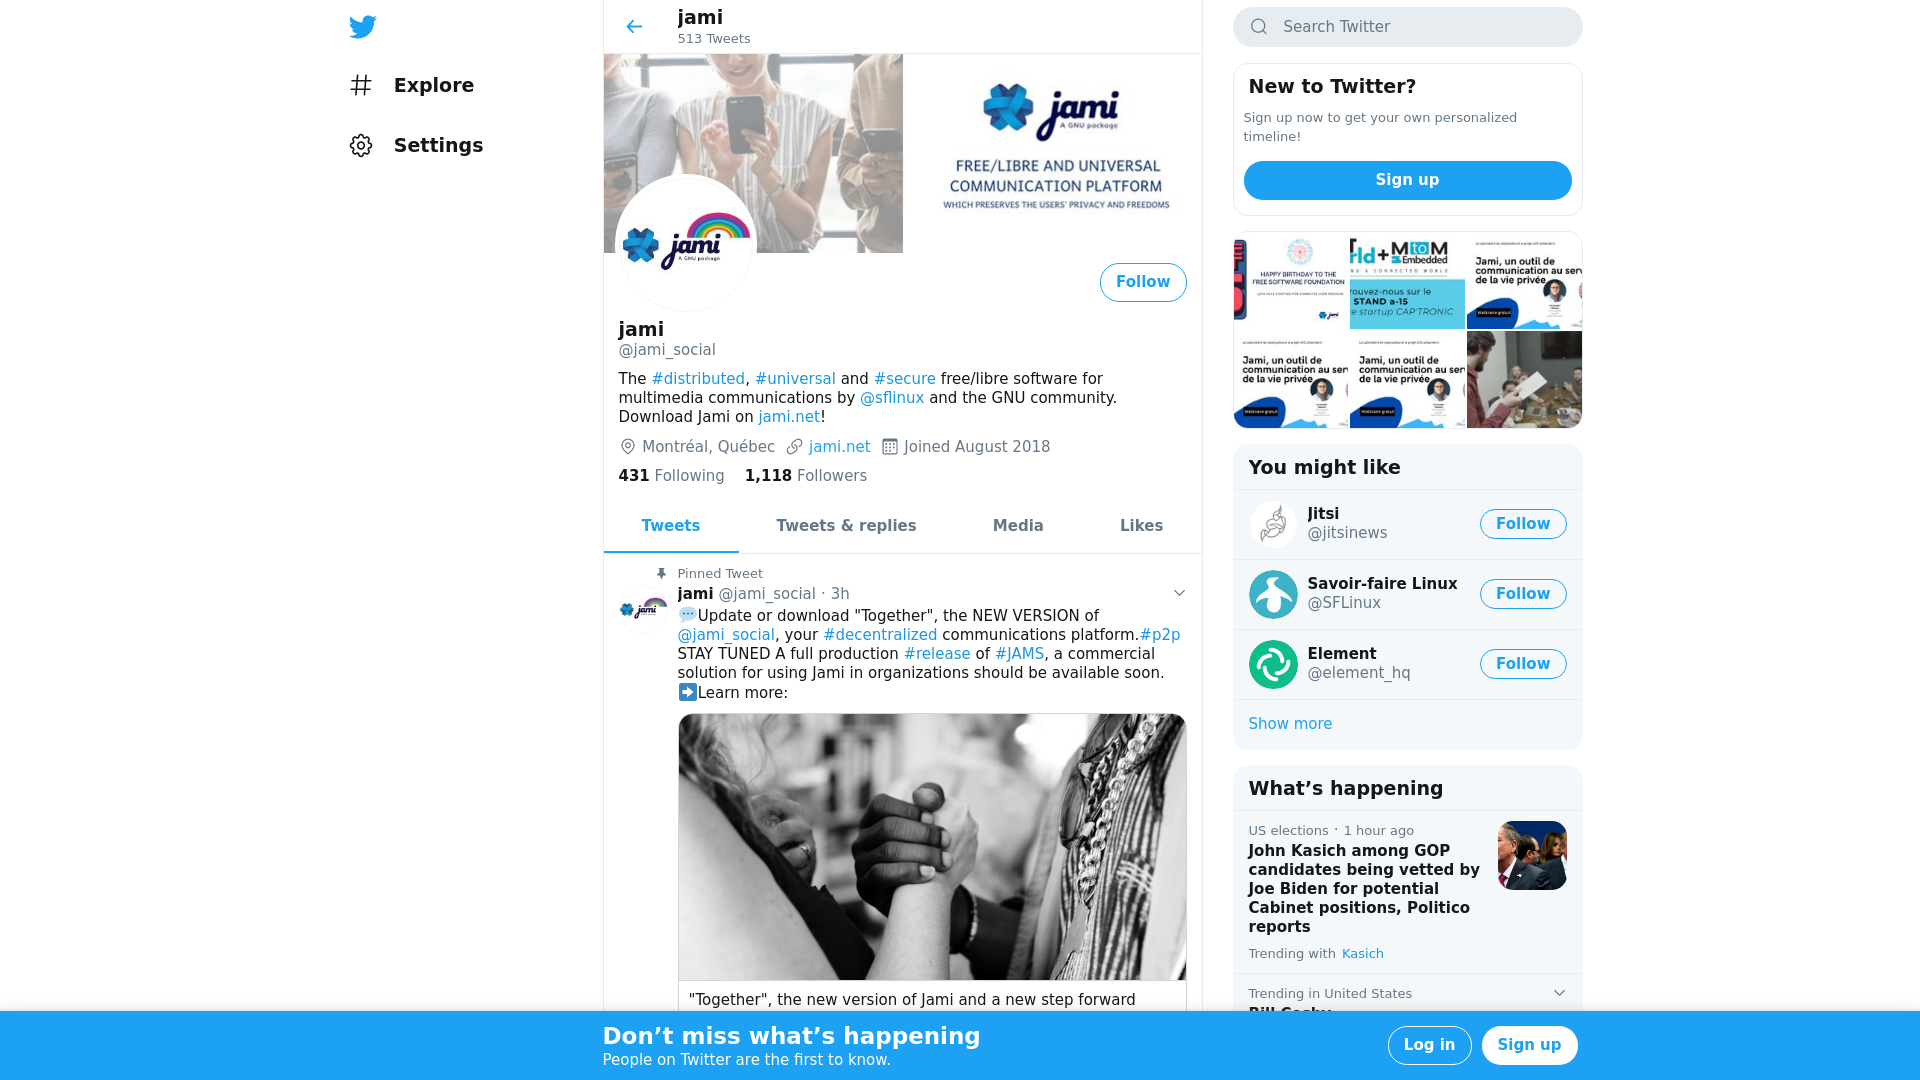 Explore
Settings
jami
513 Tweets
jami
A GNU package
FREE/LIBRE AND UNIVERSAL
COMMUNICATION PLATFORM
WHICH PRESERVES THE USERS' PRIVACY AND FREEDOMS
jami
A GNU package
Follow
jami
@jami_social
The #distributed, #universal and #secure free/libre software for
multimedia communications by @sflinux and the GNU community.
Download Jami on jami.net!
Montréal, Québec jami.net Joined August 2018
431 Following 1,118 Followers
Tweets Tweets & replies Media Likes
Pinned Tweet
jami @jami_social · 3h
💬Update or download "Together", the NEW VERSION of
@jami_social, your #decentralized communications platform.#p2p
STAY TUNED A full production #release of #JAMS, a commercial
solution for using Jami in organizations should be available soon.
➡Learn more:
"Together", the new version of Jami and a new step forward
Search Twitter
New to Twitter?
Sign up now to get your own personalized
timeline!
Sign up
HAPPY BIRTHDAY TO THE
FREE SOFTWARE FOUNDATION
jami
rld+MtoM
Embedded
NG A CONNECTED WORLD
rouvez-nous sur le
STAND a-15
e startup CAP'TRONIC
Jami, un outil de
communication au ser
de la vie privée
Webinaire gratuit
Jami, un outil de
communication au ser
de la vie privée
Webinaire gratuit
Jami, un outil de
communication au ser
de la vie privée
Webinaire gratuit
You might like
Jitsi
@jitsinews
Follow
Savoir-faire Linux
@SFLinux
Follow
Element
@element_hq
Follow
Show more
What’s happening
US elections · 1 hour ago
John Kasich among GOP
candidates being vetted by
Joe Biden for potential
Cabinet positions, Politico
reports
Trending with Kasich
Trending in United States
Bill Cosby
Don’t miss what’s happening
People on Twitter are the first to know.
Log in
Sign up